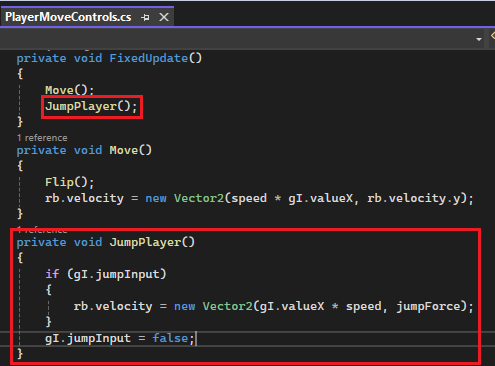 PlayerMoveControls.cs
private void FixedUpdate()
{
Move();
JumpPlayer();
}
1 reference
private void Move()
{
Flip();
rb.velocity = new Vector2(speed * gI.valueX, rb.velocity.y);
}
1 reference
private void JumpPlayer()
{
if (gI.jumpInput)
{
rb.velocity = new Vector2(gI.valueX * speed, jumpForce);
}
gI.jumpInput = false;
}